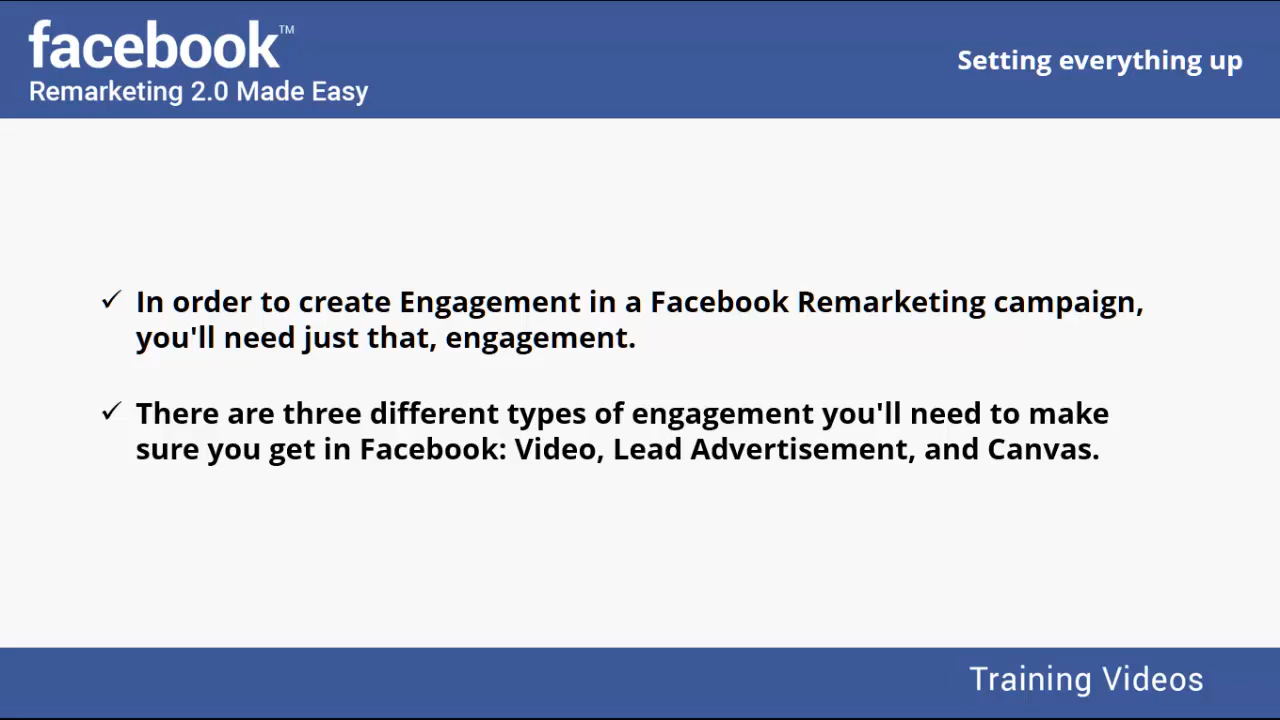 facebook™
Remarketing 2.0 Made Easy
Setting everything up
✓ In order to create Engagement in a Facebook Remarketing campaign,
you'll need just that, engagement.
✓ There are three different types of engagement you'll need to make
sure you get in Facebook: Video, Lead Advertisement, and Canvas.
Training Videos